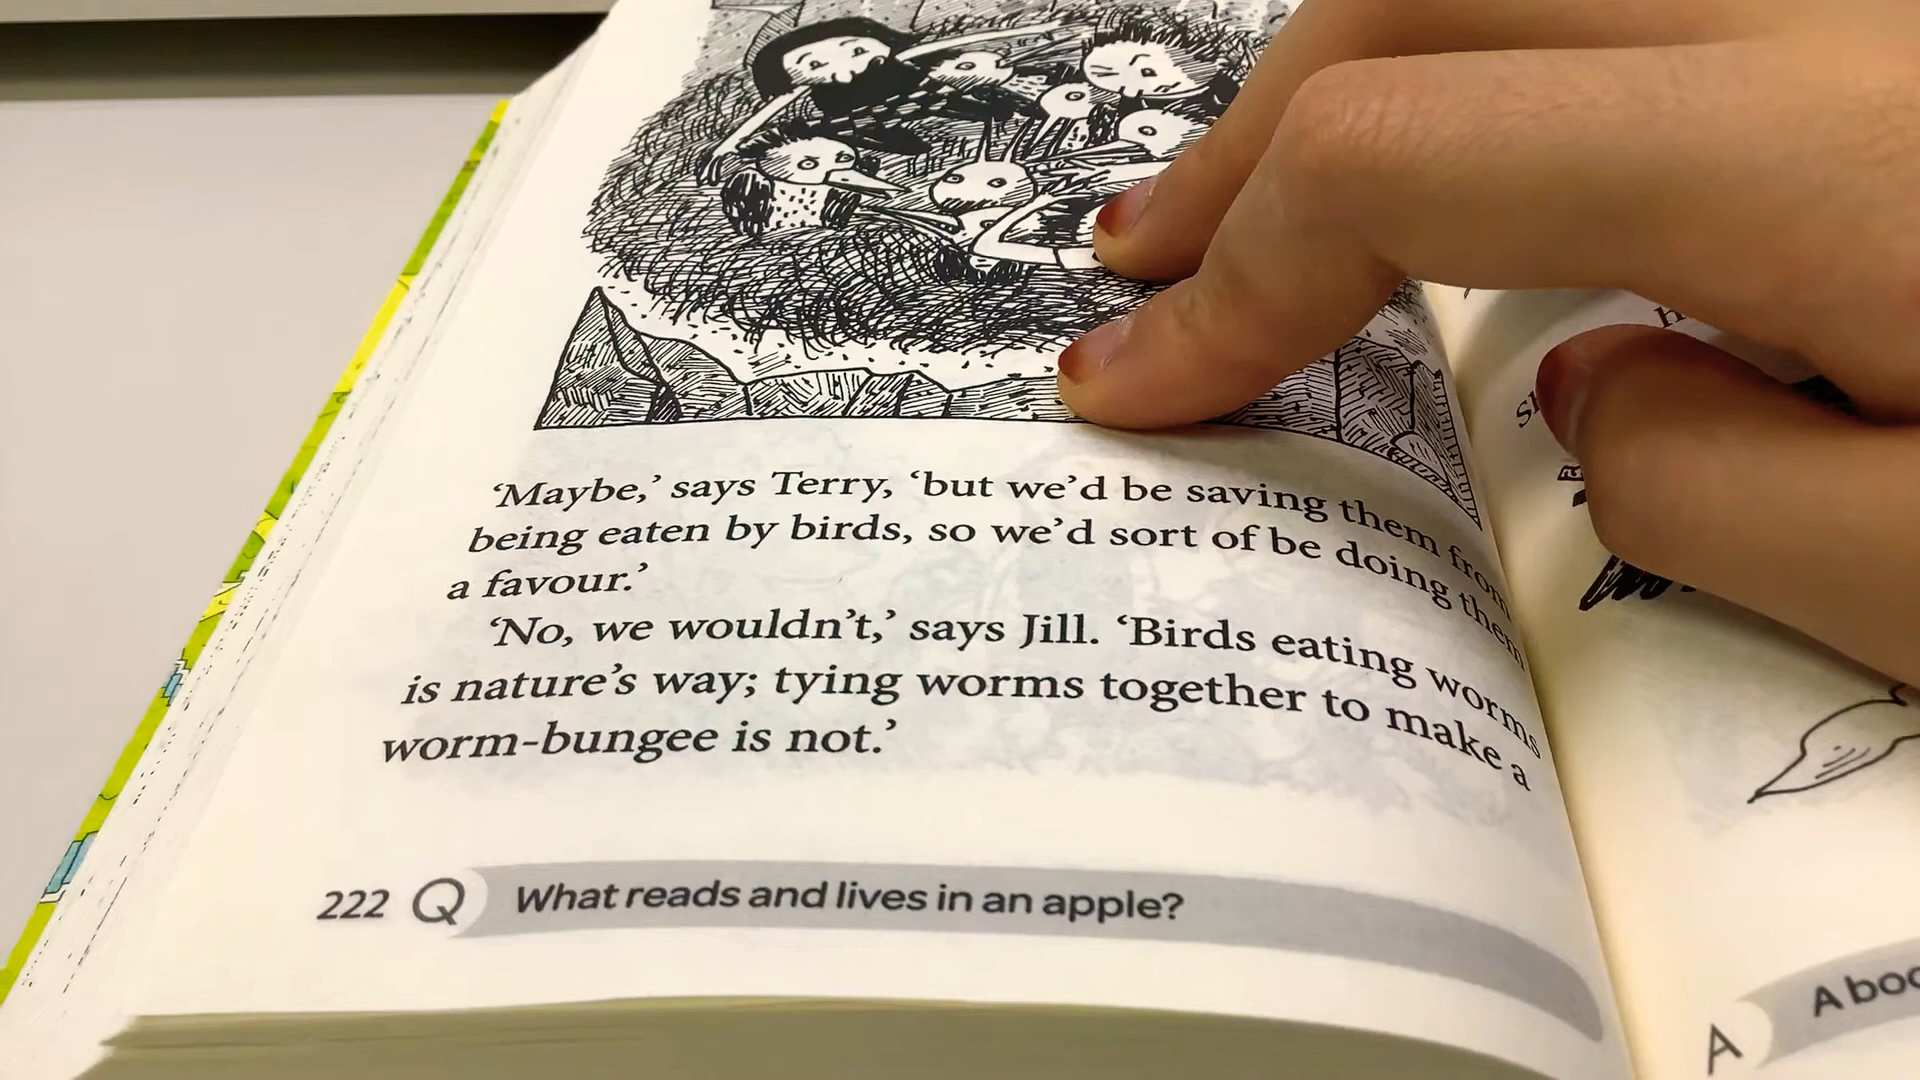 ‘Maybe,’ says Terry, ‘but we’d be saving them from
being eaten by birds, so we’d sort of be doing them
a favour.’
‘No, we wouldn’t,’ says Jill. ‘Birds eating worms
is nature’s way; tying worms together to make a
worm-bungee is not.’
222 Q What reads and lives in an apple?
A A